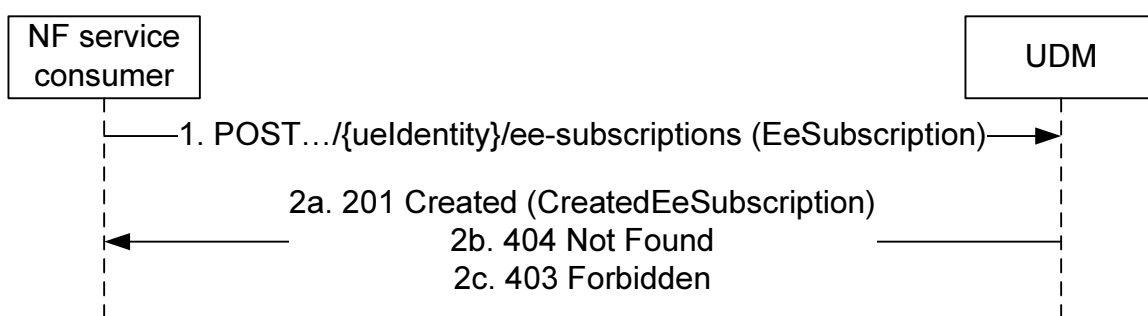 NF service
consumer
UDM
1. POST…/{ueIdentity}/ee-subscriptions (EeSubscription)
2a. 201 Created (CreatedEeSubscription)
2b. 404 Not Found
2c. 403 Forbidden